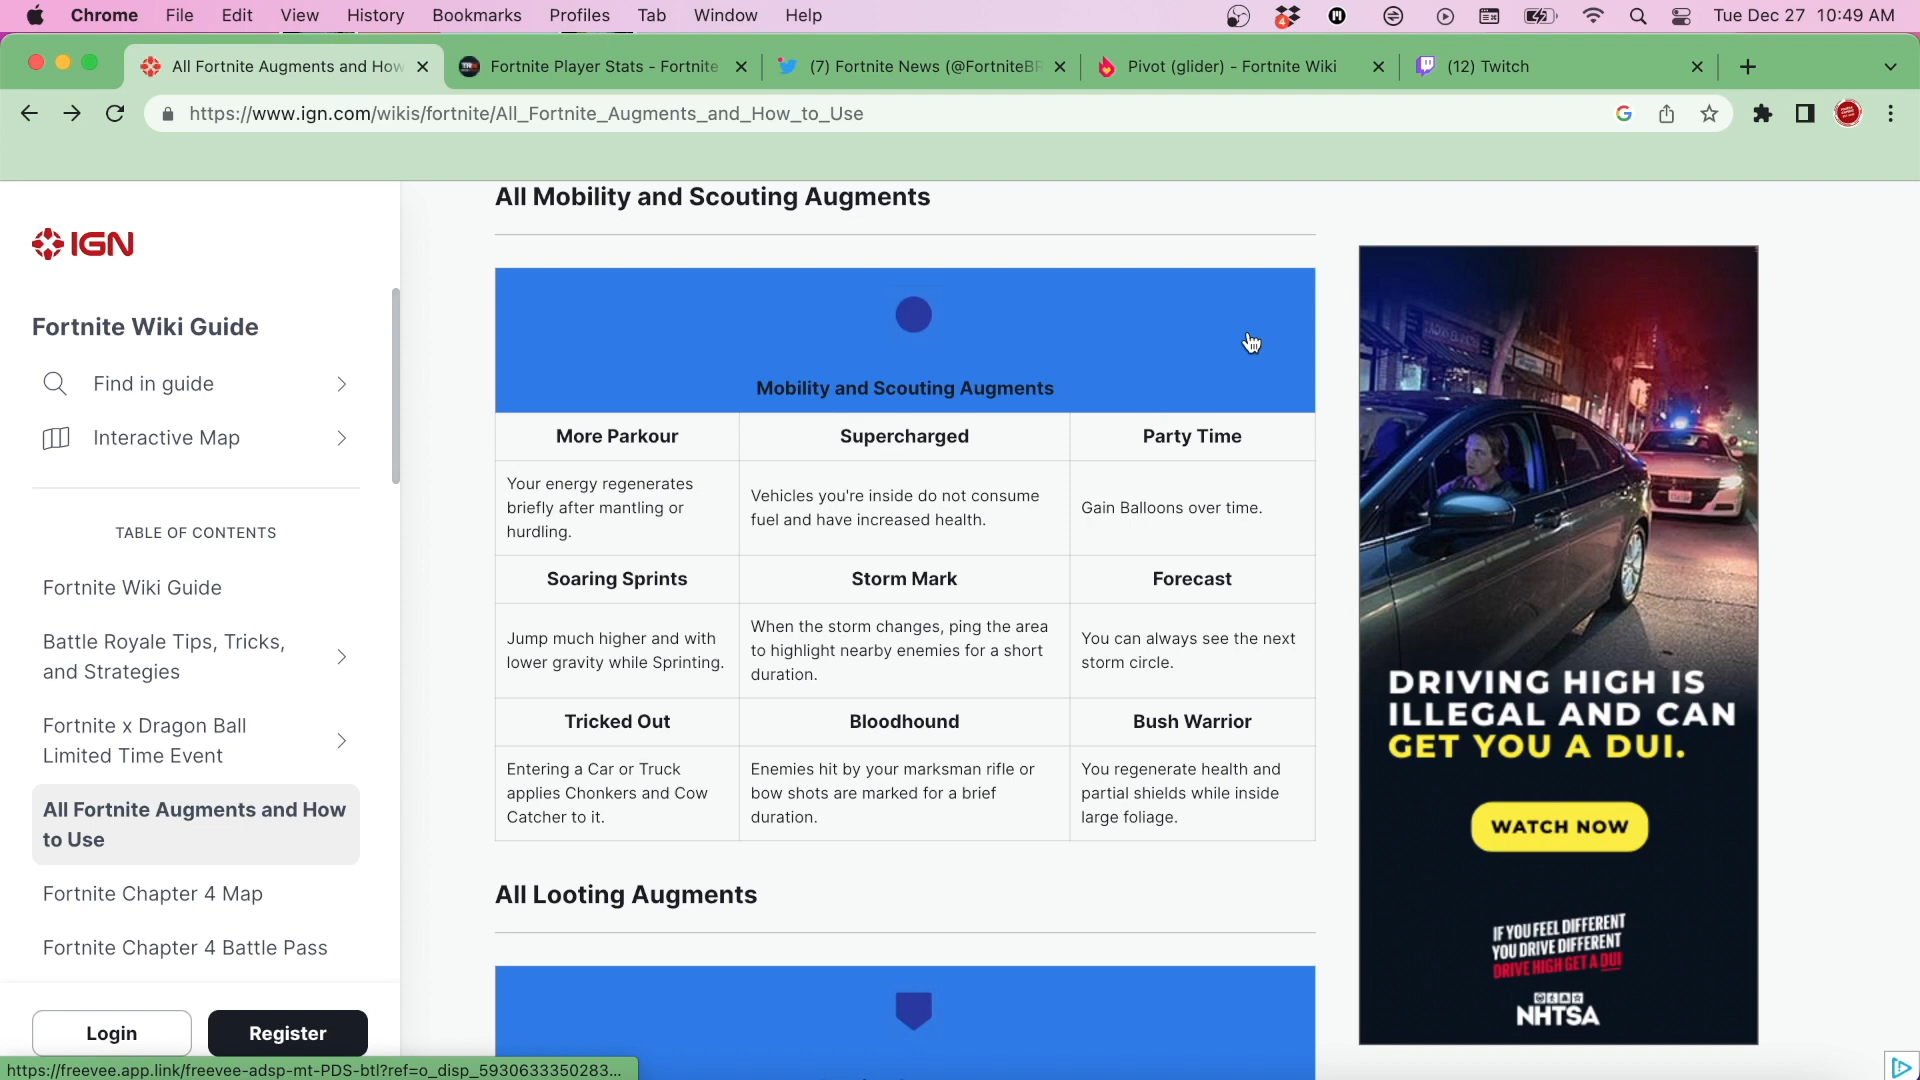 Chrome File Edit View History Bookmarks Profiles Tab Window Help
4
Tue Dec 27 10:49 AM
All Fortnite Augments and How
Fortnite Player Stats - Fortnite
(7) Fortnite News (@FortniteBR
Pivot (glider) - Fortnite Wiki
(12) Twitch
https://www.ign.com/wikis/fortnite/All_Fortnite_Augments_and_How_to_Use
IGN
Fortnite Wiki Guide
Find in guide
Interactive Map
TABLE OF CONTENTS
Fortnite Wiki Guide
Battle Royale Tips, Tricks,
and Strategies
Fortnite x Dragon Ball
Limited Time Event
All Fortnite Augments and How
to Use
Fortnite Chapter 4 Map
Fortnite Chapter 4 Battle Pass
Login
Register
https://freevee.app.link/freevee-adsp-mt-PDS-btl?ref=o_disp_5930633350283...
All Mobility and Scouting Augments
Mobility and Scouting Augments
More Parkour
Supercharged
Party Time
Your energy regenerates
briefly after mantling or
hurdling.
Vehicles you're inside do not consume
fuel and have increased health.
Gain Balloons over time.
Soaring Sprints
Storm Mark
Forecast
Jump much higher and with
lower gravity while Sprinting.
When the storm changes, ping the area
to highlight nearby enemies for a short
duration.
You can always see the next
storm circle.
Tricked Out
Bloodhound
Bush Warrior
Entering a Car or Truck
applies Chonkers and Cow
Catcher to it.
Enemies hit by your marksman rifle or
bow shots are marked for a brief
duration.
You regenerate health and
partial shields while inside
large foliage.
All Looting Augments
DRIVING HIGH IS
ILLEGAL AND CAN
GET YOU A DUI.
WATCH NOW
IF YOU FEEL DIFFERENT
YOU DRIVE DIFFERENT
DRIVE HIGH GET A DUI
NHTSA